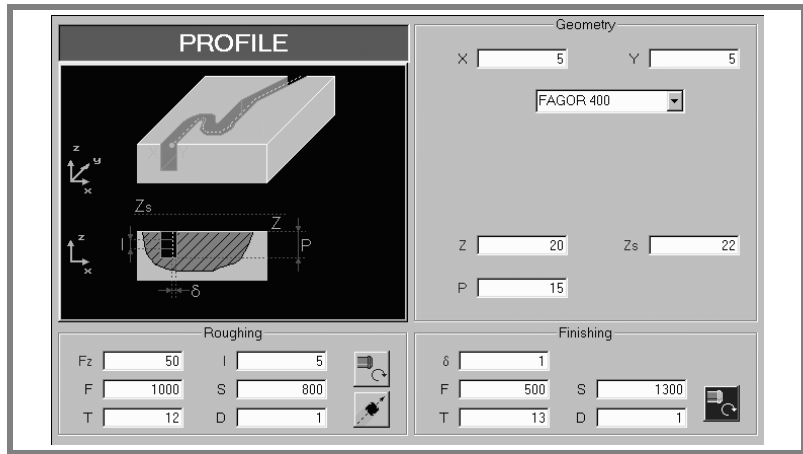 PROFILE
z
y
x
Zs
Z
z
I
P
x
δ
Geometry
X 5 Y 5
FAGOR 400
Z 20 Zs 22
P 15
Roughing
Fz 50 I 5
F 1000 S 800
T 12 D 1
Finishing
δ 1
F 500 S 1300
T 13 D 1